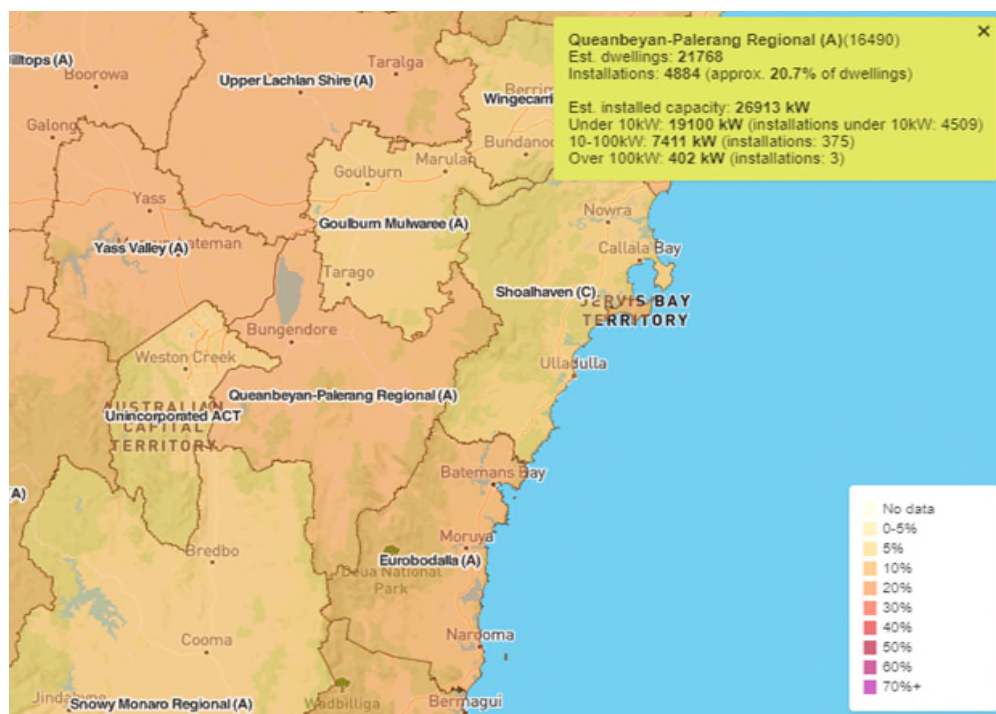 Queanbeyan-Palerang Regional (A)(16490)
Est. dwellings: 21768
Installations: 4884 (approx. 20.7% of dwellings)
Est. installed capacity: 26913 kW
Under 10kW: 19100 kW (installations under 10kW: 4509)
10-100kW: 7411 kW (installations: 375)
Over 100kW: 402 kW (installations: 3)
×
illtops (A)
Boorowa
Taralga
Upper Lachlan Shire (A)
Berrim
Wingecarri
Galong
Bundanoo
Marulan
Goulburn
Yass
Nowra
Goulburn Mulwaree (A)
Yass Valley (A)
ateman
Callala Bay
Tarago
Shoalhaven (C)
JERVIS BAY
TERRITORY
Bungendore
Weston Creek
Ulladulla
Queanbeyan-Palerang Regional (A)
AUSTRALIAN
Unincorporated ACT
CAPITAL
TERRITORY
Batemans Bay
(A)
Moruya
Bredbo
Eurobodalla (A)
Deua National
Park
Narooma
Cooma
Jindabyne
Snowy Monaro Regional (A)
Wadbilliga
Bermagui
No data
0-5%
5%
10%
20%
30%
40%
50%
60%
70%+